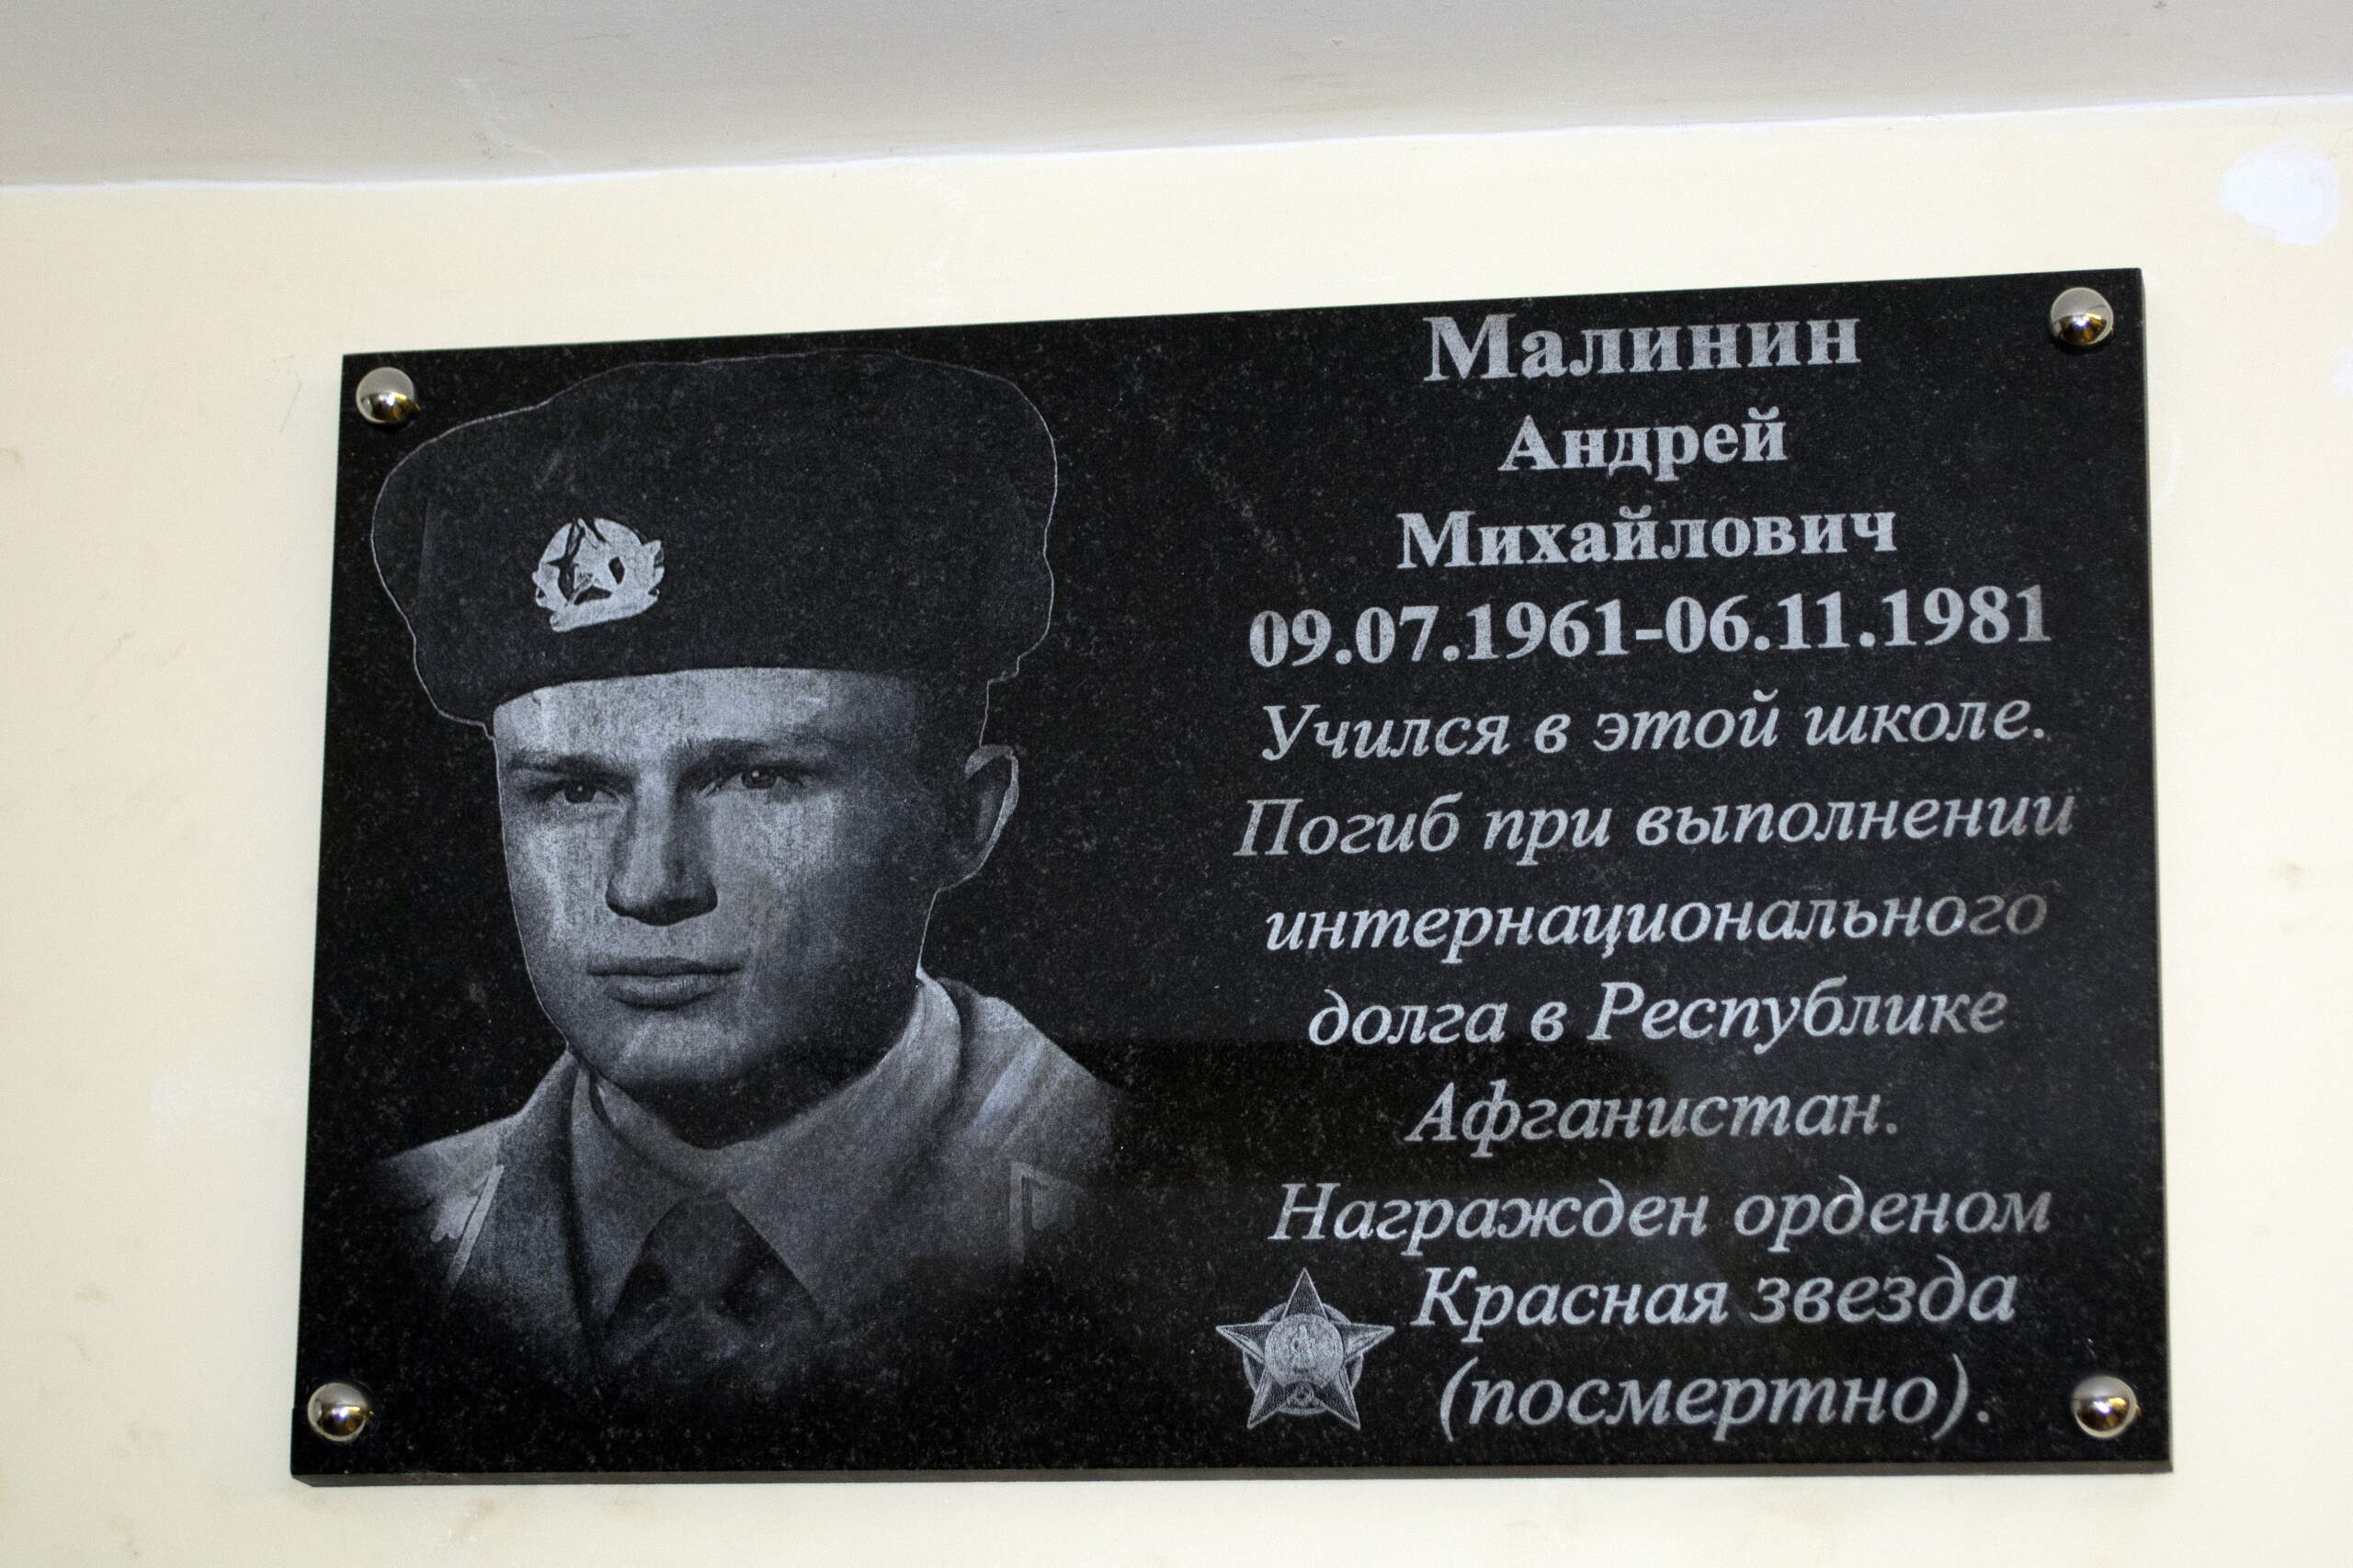 Малинин
Андрей
Михайлович
09.07.1961-06.11.1981
Учился в этой школе.
Погиб при выполнении
интернационального
долга в Республике
Афганистан.
Награжден орденом
Красная звезда
(посмертно).